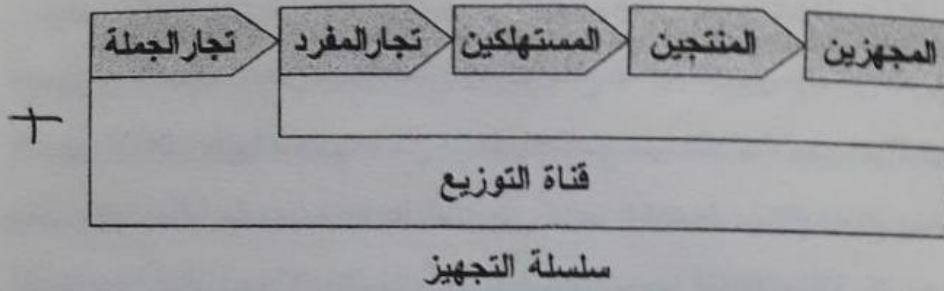 المجهزين
المنتجين
المستهلكين
تجار المفرد
تجار الجملة
+
قناة التوزيع
سلسلة التجهيز